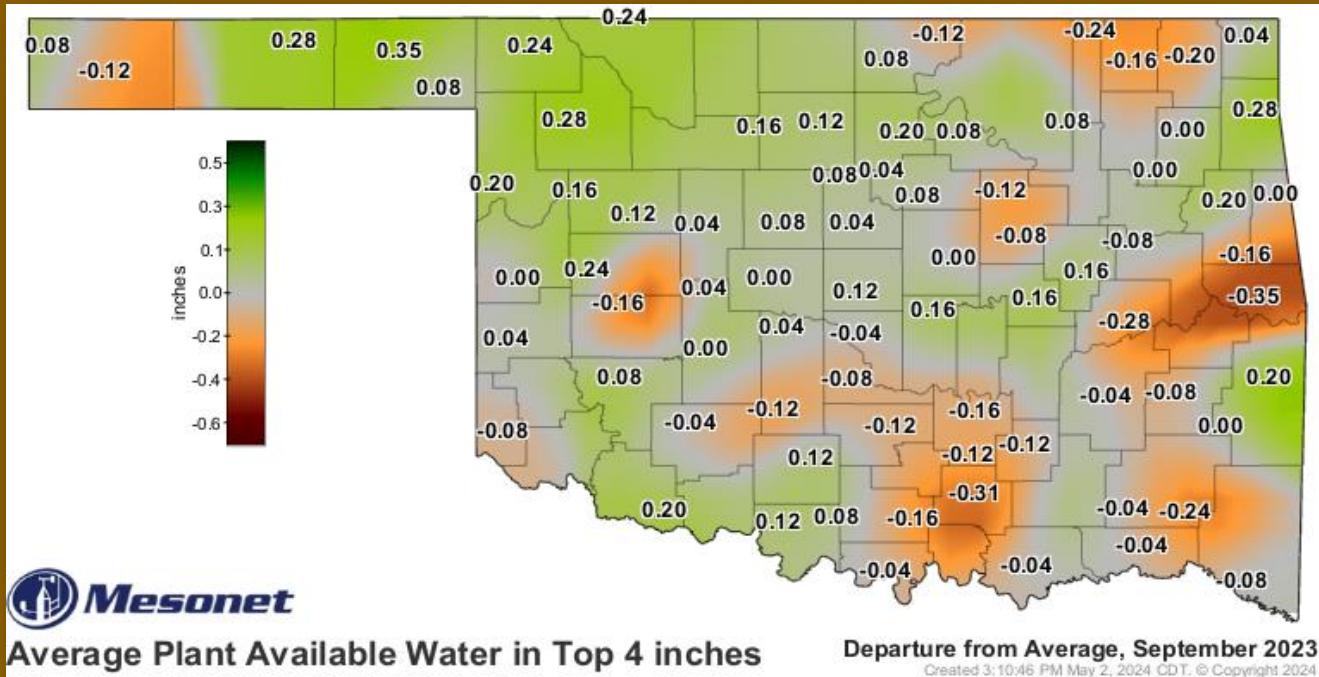 0.24
0.08 0.28 0.35 0.24 -0.12 -0.24 0.04
-0.12 0.08 0.08 -0.16 -0.20
0.28 0.16 0.12 0.20 0.08 0.08 0.00 0.28
0.5
0.3
0.1
0.0
-0.2
-0.4
-0.6
inches
0.20 0.16 0.08 0.04 0.08 -0.12 0.00 0.20 0.00
0.12 0.04 0.08 0.04 -0.08 -0.08
0.00 0.24 0.04 0.00 0.12 0.00 0.16 -0.16
-0.16 0.16 0.16 -0.35
0.04 0.00 0.04 -0.04 -0.28
0.08 -0.08 -0.04 -0.08 0.20
-0.08 -0.04 -0.12 -0.12 -0.16 -0.12 0.00
0.12 -0.12
-0.31
0.20 0.12 0.08 -0.16 -0.04 -0.24
-0.04 -0.04 -0.04 -0.08
Mesonet
Average Plant Available Water in Top 4 inches
Departure from Average, September 2023
Created 3:10:46 PM May 2, 2024 CDT. © Copyright 2024